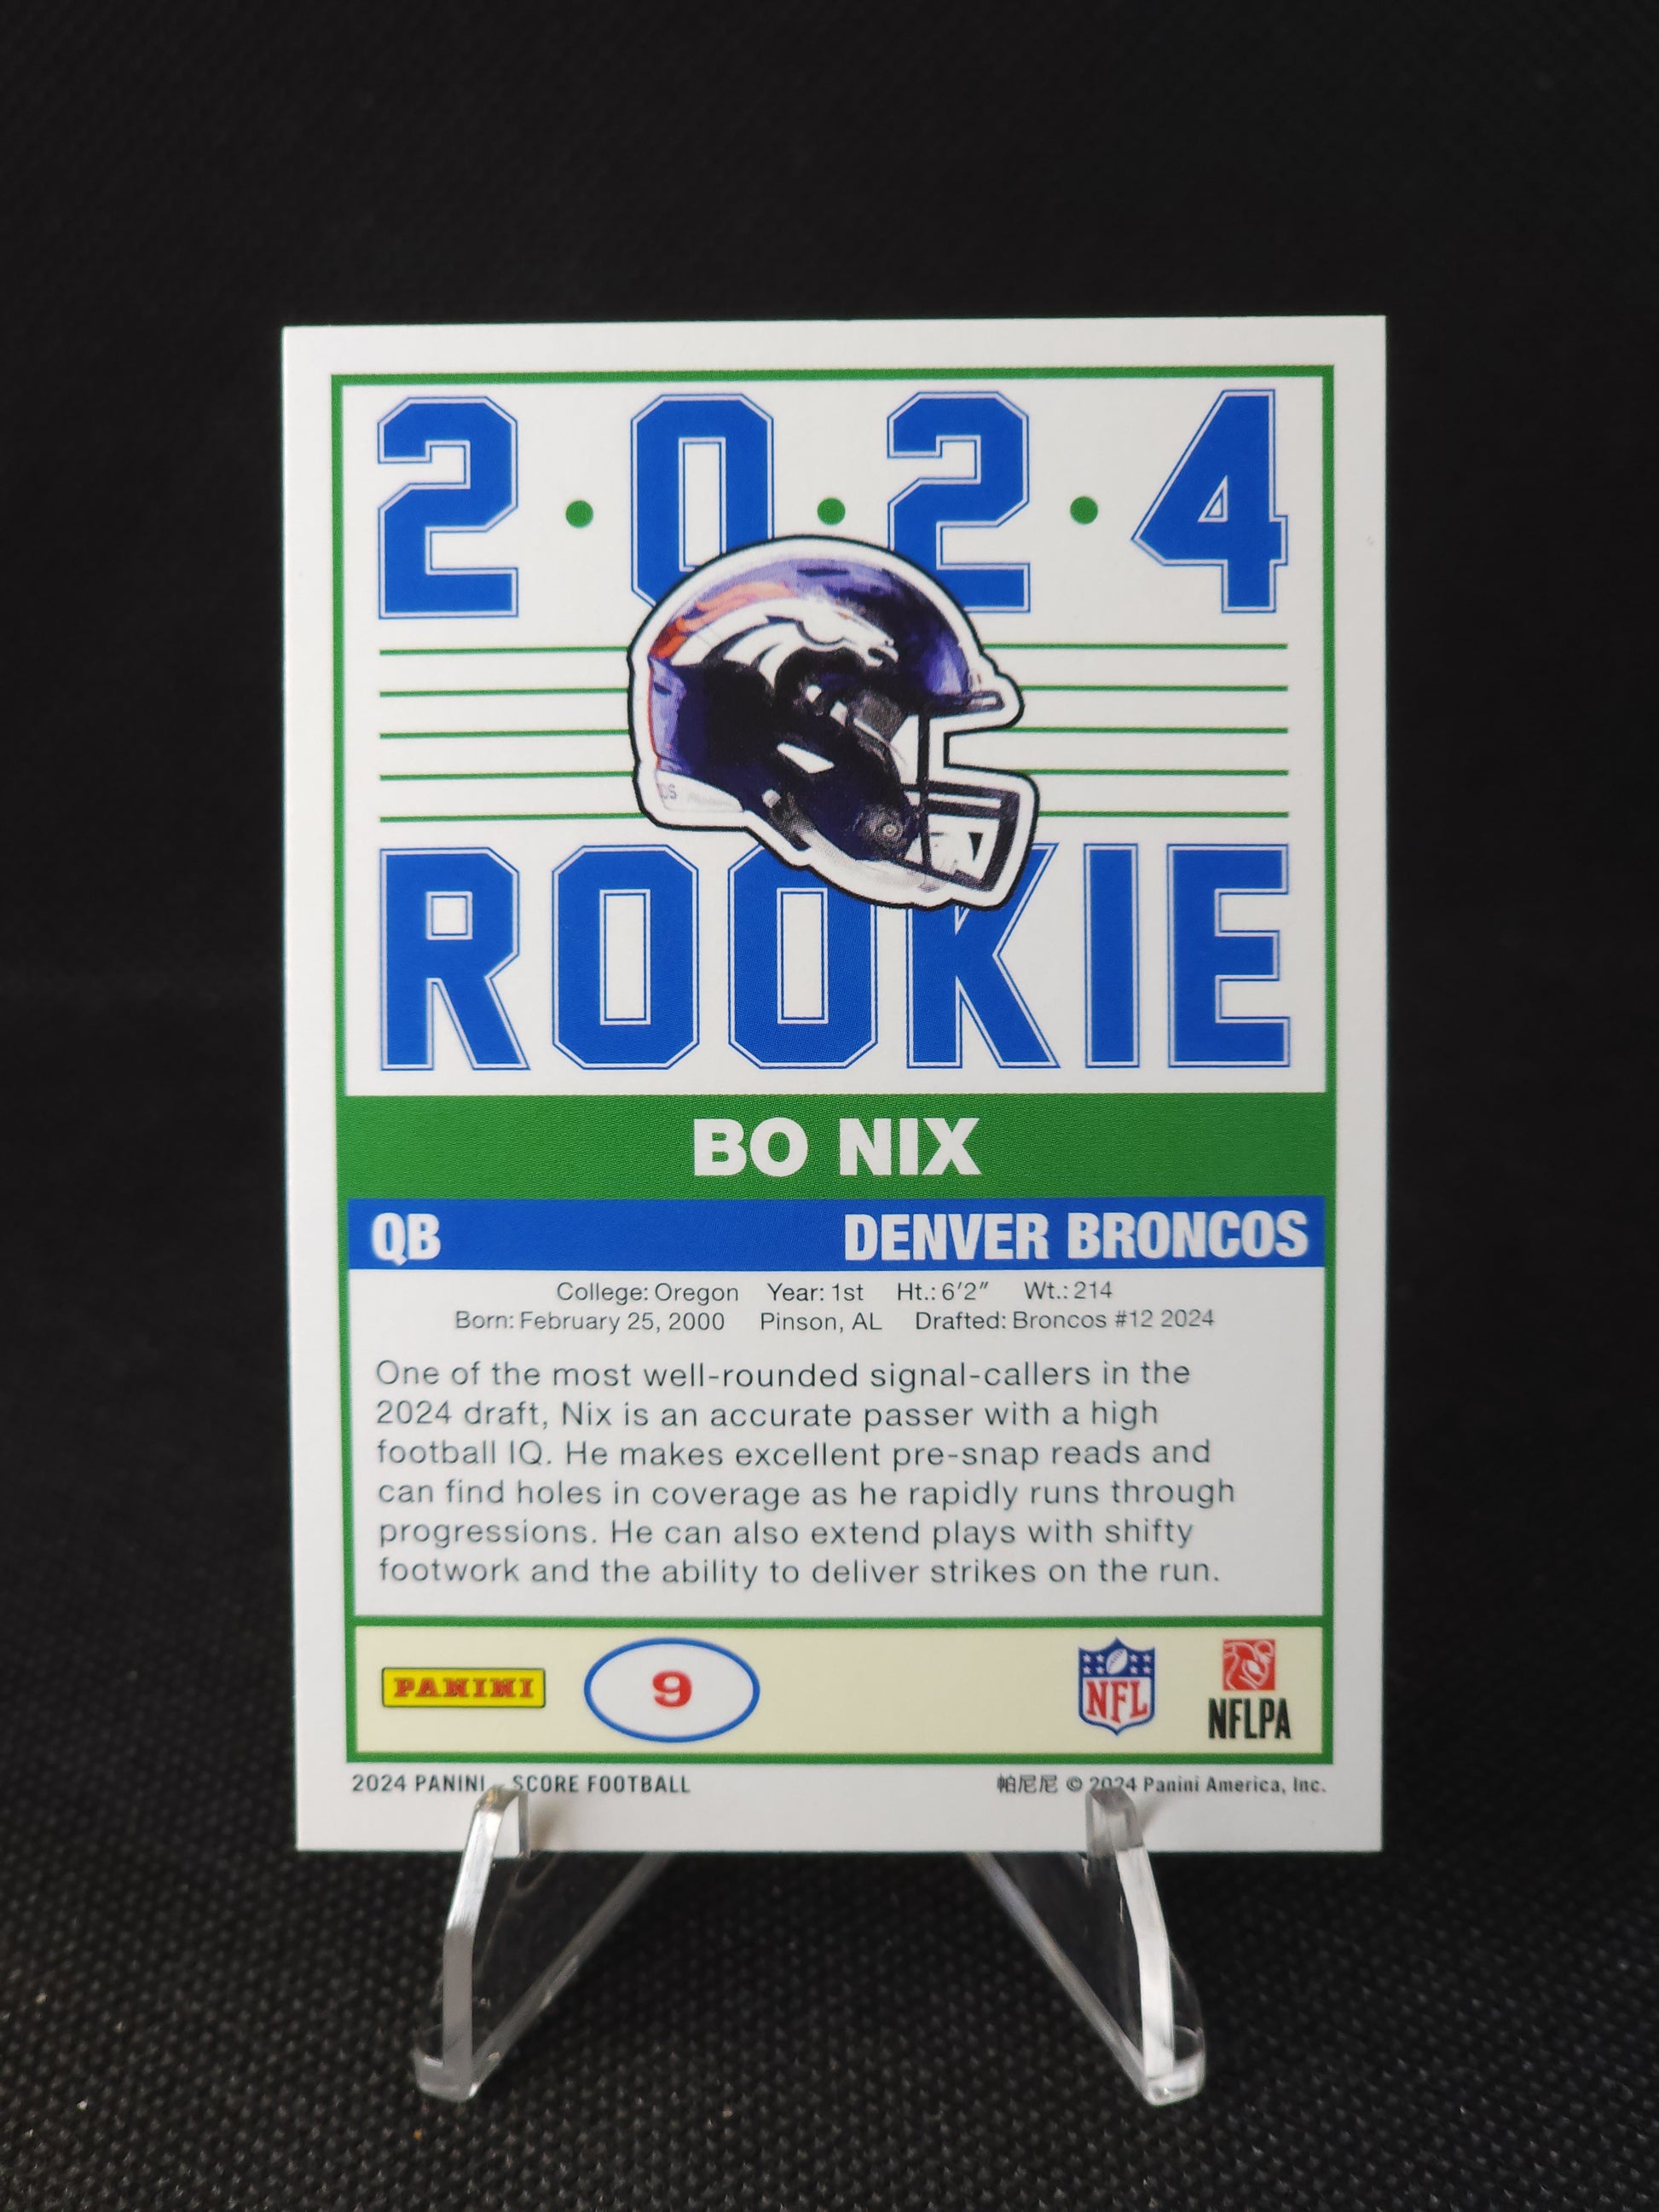 2·0·2·4
ROOKIE
BO NIX
QB DENVER BRONCOS
College: Oregon Year: 1st Ht.: 6'2" Wt.: 214
Born: February 25, 2000 Pinson, AL Drafted: Broncos #12 2024
One of the most well-rounded signal-callers in the
2024 draft, Nix is an accurate passer with a high
football IQ. He makes excellent pre-snap reads and
can find holes in coverage as he rapidly runs through
progressions. He can also extend plays with shifty
footwork and the ability to deliver strikes on the run.
PANINI 9 NFL NFLPA
2024 PANINI - SCORE FOOTBALL 帕尼尼 © 2024 Panini America, Inc.